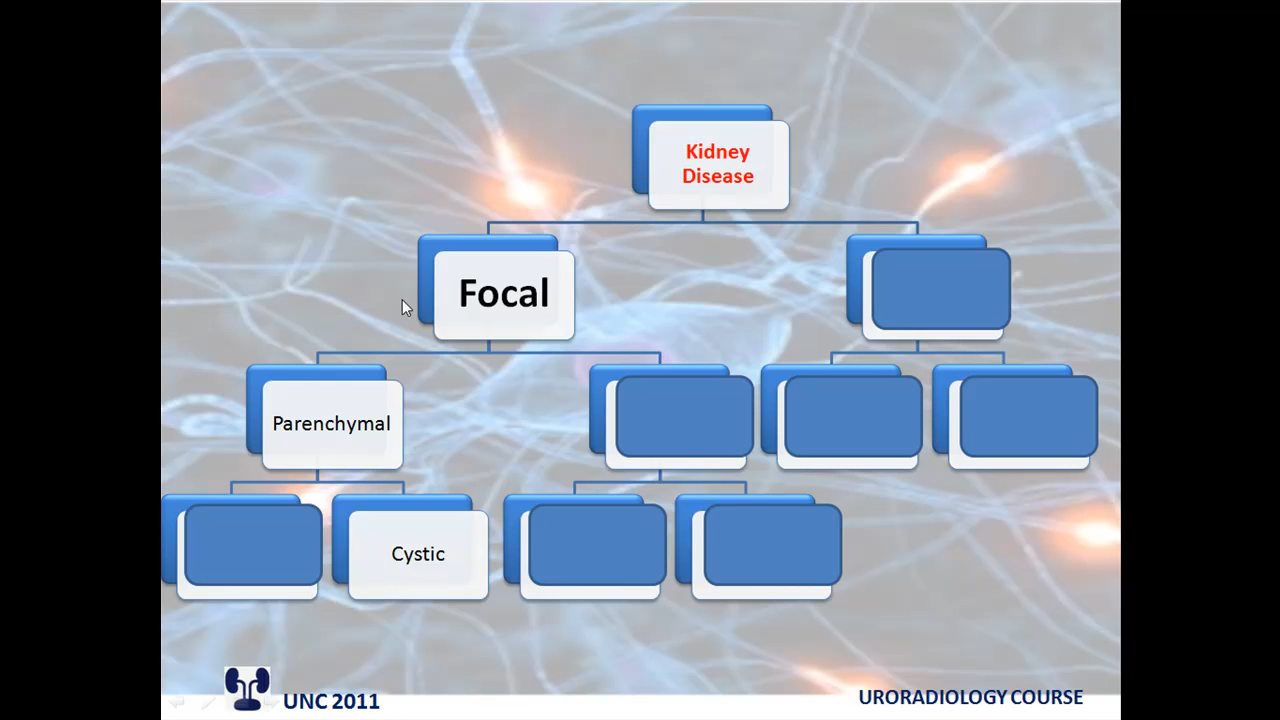 Kidney
Disease
Focal
Parenchymal
Cystic
UNC 2011
URORADIOLOGY COURSE